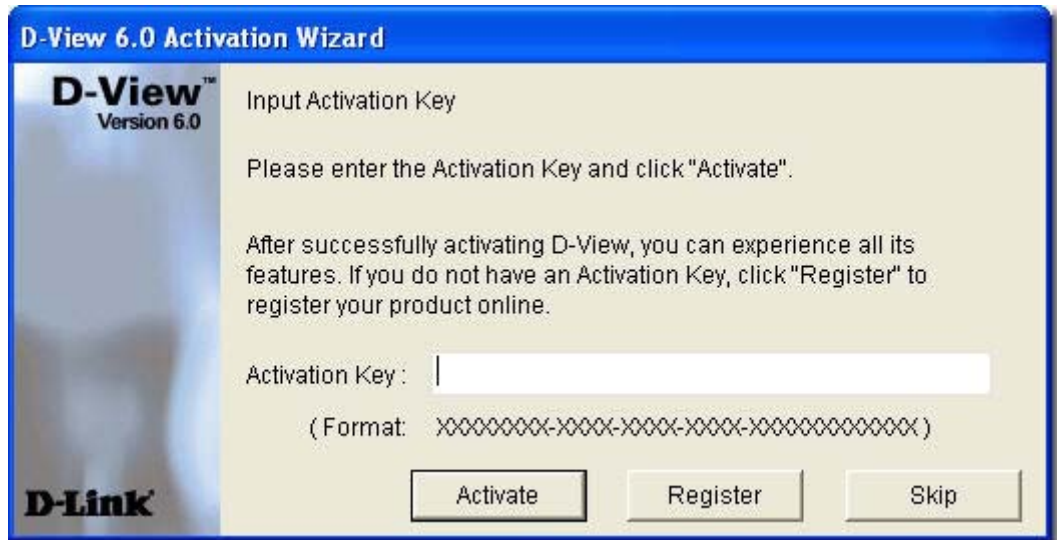 D-View 6.0 Activation Wizard
D-View™
Version 6.0
Input Activation Key
Please enter the Activation Key and click "Activate".
After successfully activating D-View, you can experience all its
features. If you do not have an Activation Key, click "Register" to
register your product online.
Activation Key :
( Format: XXXXXXXX-XXXX-XXXX-XXXX-XXXXXXXXXXXX )
D-Link
Activate
Register
Skip